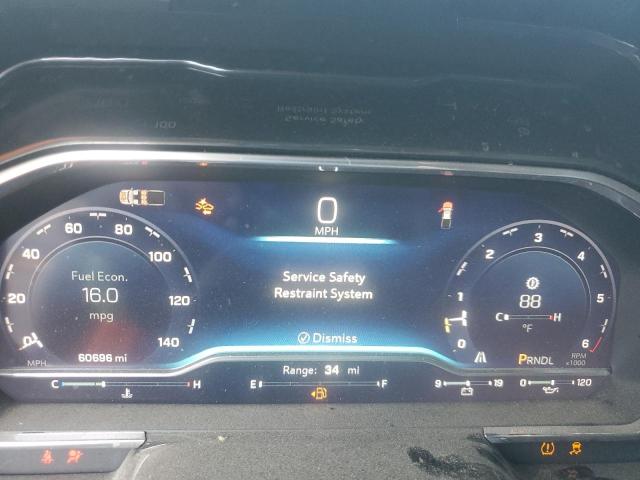 0
MPH
Service Safety
Restraint System
Dismiss
0 20 40 60 80 100 120 140
Fuel Econ.
16.0
mpg
MPH
60696 mi
0 1 2 3 4 5 6
88
C H
°F
PRNDL
RPM
x1000
C H
Range: 34 mi
E F
9 19
0 120